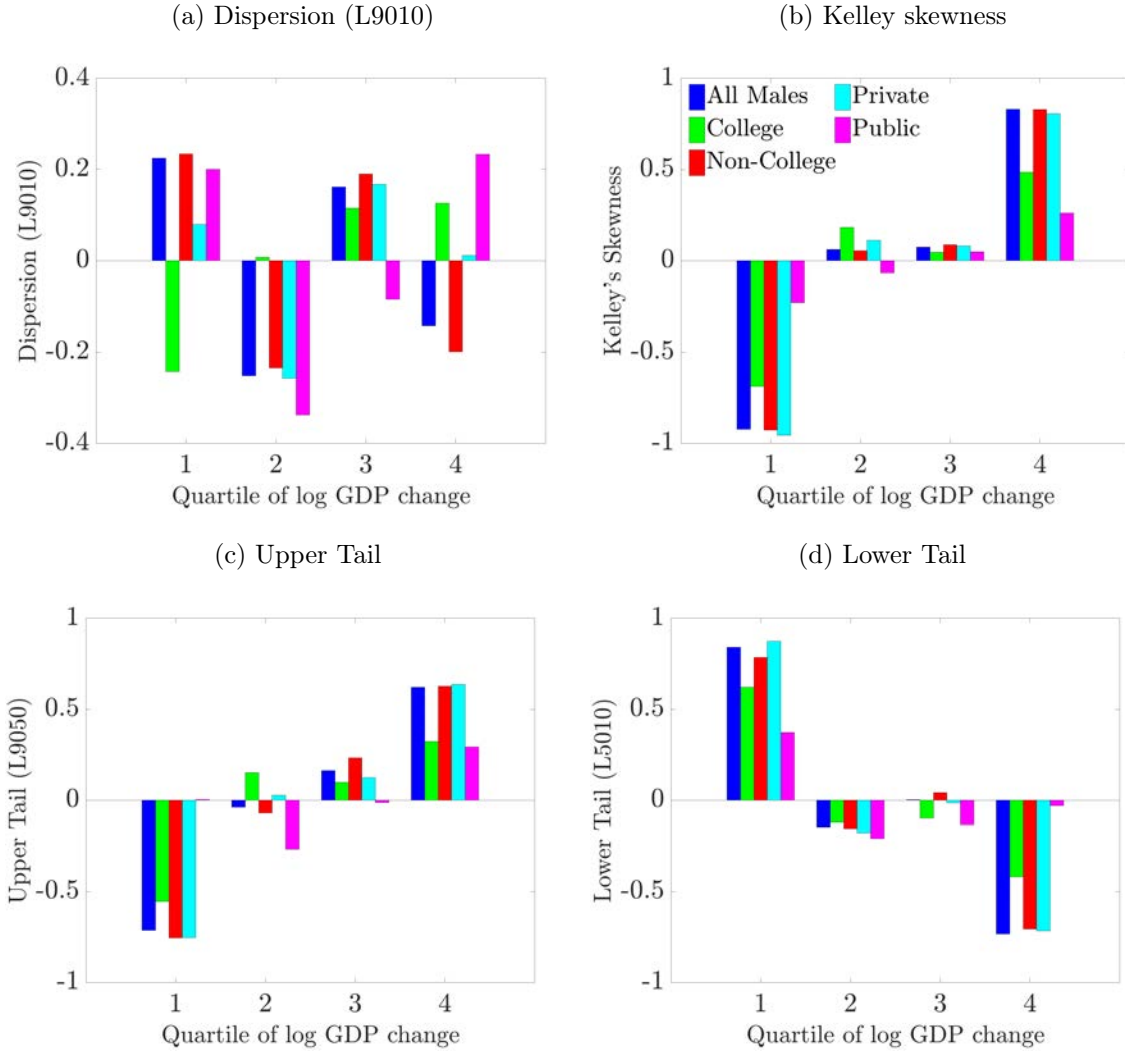 (a) Dispersion (L9010)
0.4
0.2
0
-0.2
-0.4
Dispersion (L9010)
1 2 3 4
Quartile of log GDP change
(b) Kelley skewness
1
0.5
0
-0.5
-1
Kelley's Skewness
All Males
College
Non-College
Private
Public
1 2 3 4
Quartile of log GDP change
(c) Upper Tail
1
0.5
0
-0.5
-1
Upper Tail (L9050)
1 2 3 4
Quartile of log GDP change
(d) Lower Tail
1
0.5
0
-0.5
-1
Lower Tail (L5010)
1 2 3 4
Quartile of log GDP change